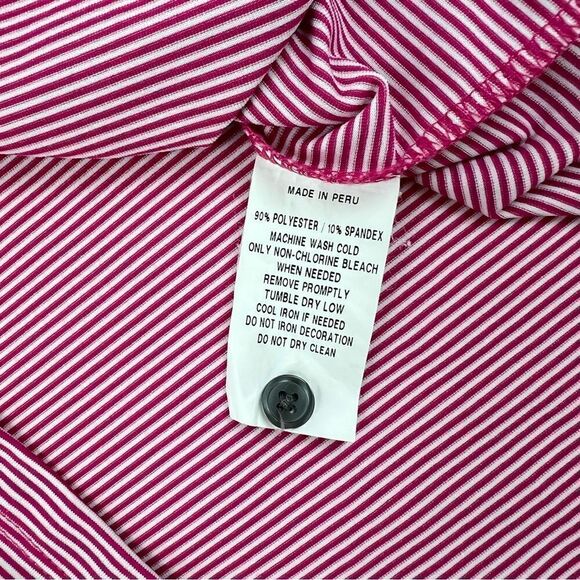 MADE IN PERU
90% POLYESTER / 10% SPANDEX
MACHINE WASH COLD
ONLY NON-CHLORINE BLEACH
WHEN NEEDED
REMOVE PROMPTLY
TUMBLE DRY LOW
COOL IRON IF NEEDED
DO NOT IRON DECORATION
DO NOT DRY CLEAN